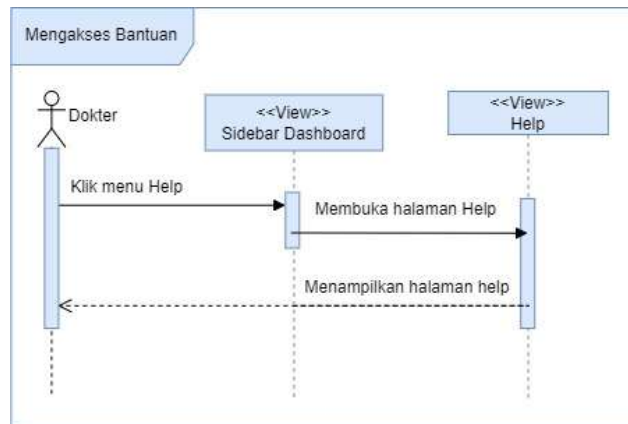 Mengakses Bantuan
Dokter
<<View>>
Sidebar Dashboard
<<View>>
Help
Klik menu Help
Membuka halaman Help
Menampilkan halaman help